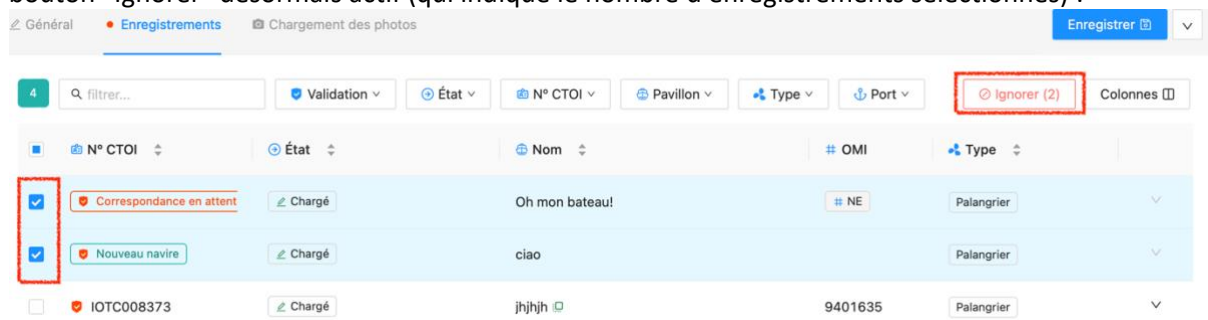 bouton "Ignorer" désormais actif (qui indique le nombre d'enregistrements sélectionnés) :
Général Enregistrements Chargement des photos Enregistrer
4 filtrer... Validation État N° CTOI Pavillon Type Port Ignorer (2) Colonnes
N° CTOI État Nom # OMI Type
Correspondance en attent Chargé Oh mon bateau! # NE Palangrier
Nouveau navire Chargé ciao Palangrier
IOTC008373 Chargé jhjhjh 9401635 Palangrier